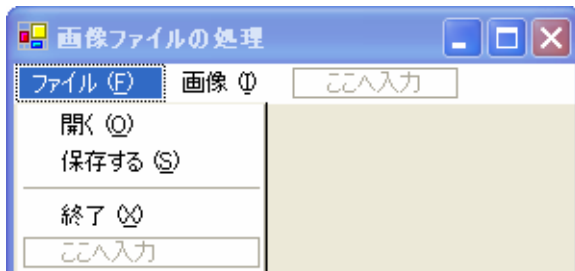 画像ファイルの処理
ファイル (F) 画像 (I) ここへ入力
開く (O)
保存する (S)
終了 (X)
ここへ入力